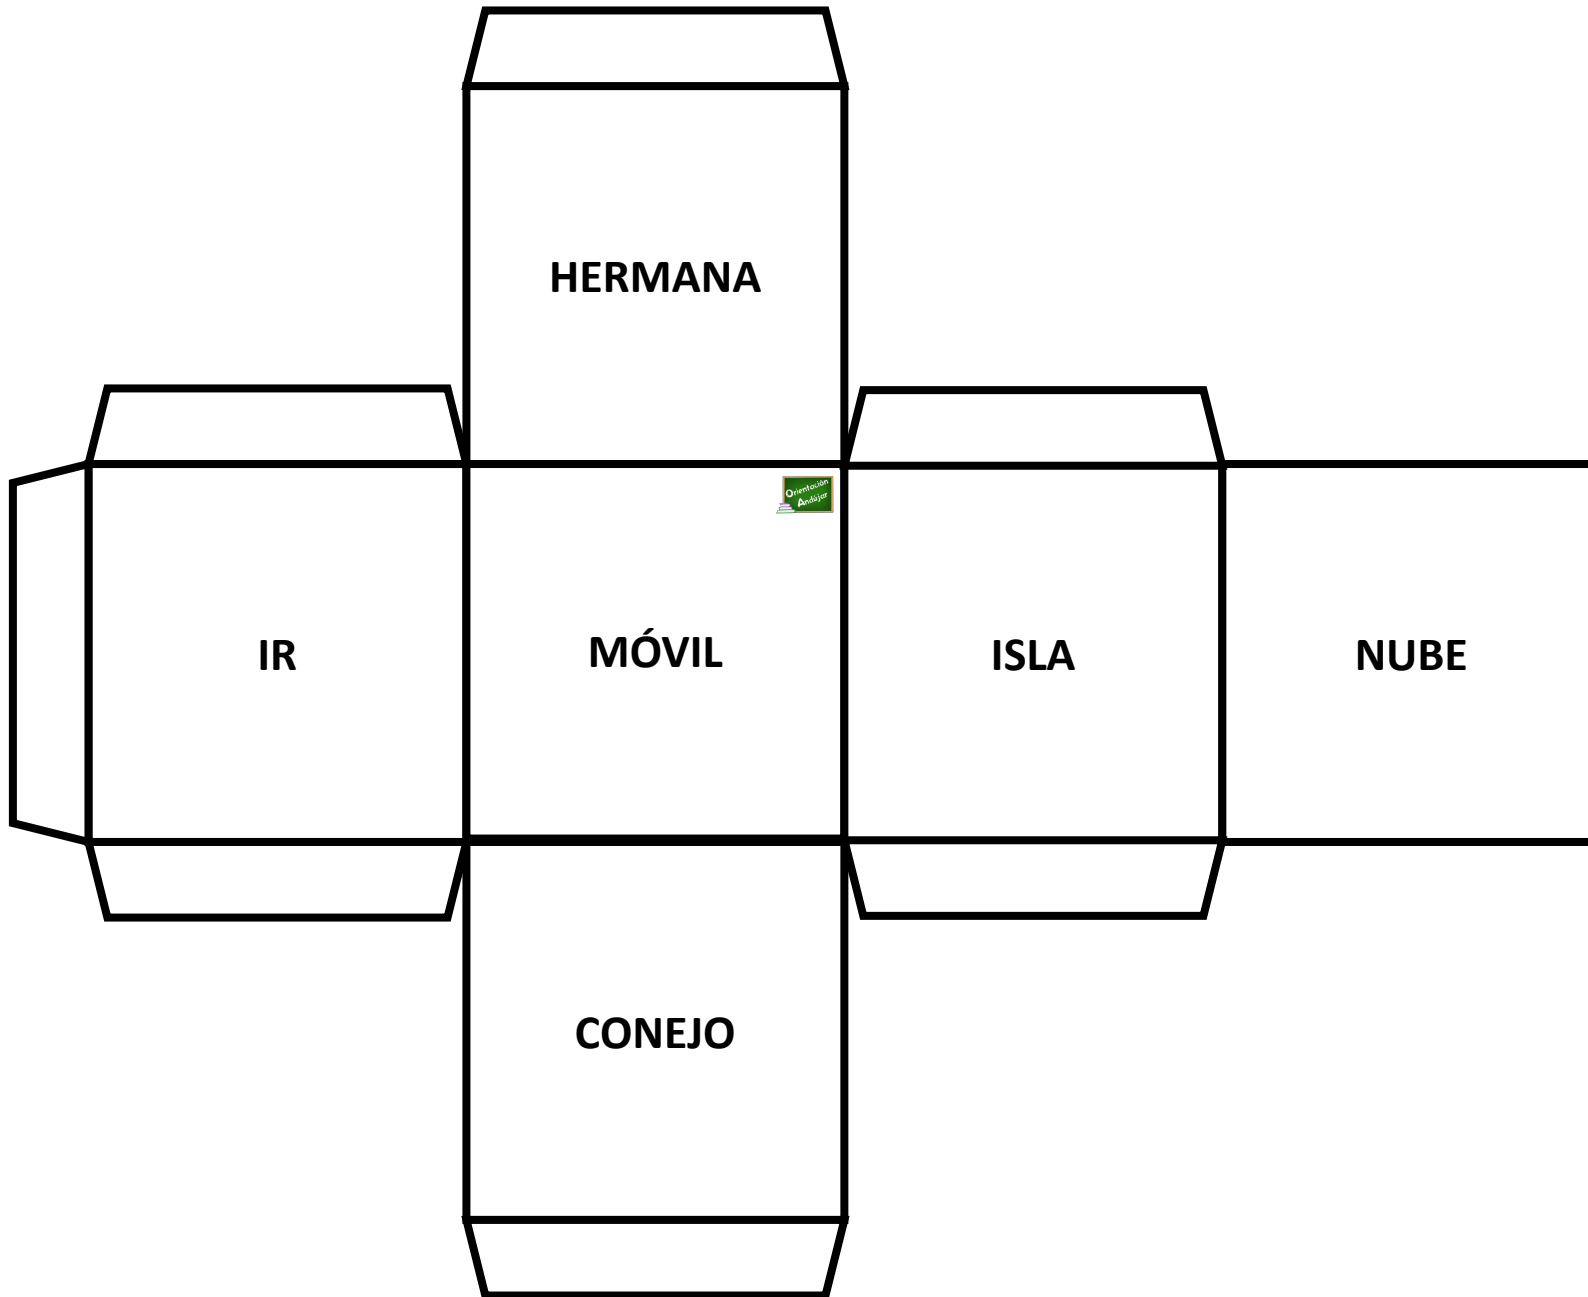 HERMANA
Orientación
Andújar
IR
MÓVIL
ISLA
NUBE
CONEJO